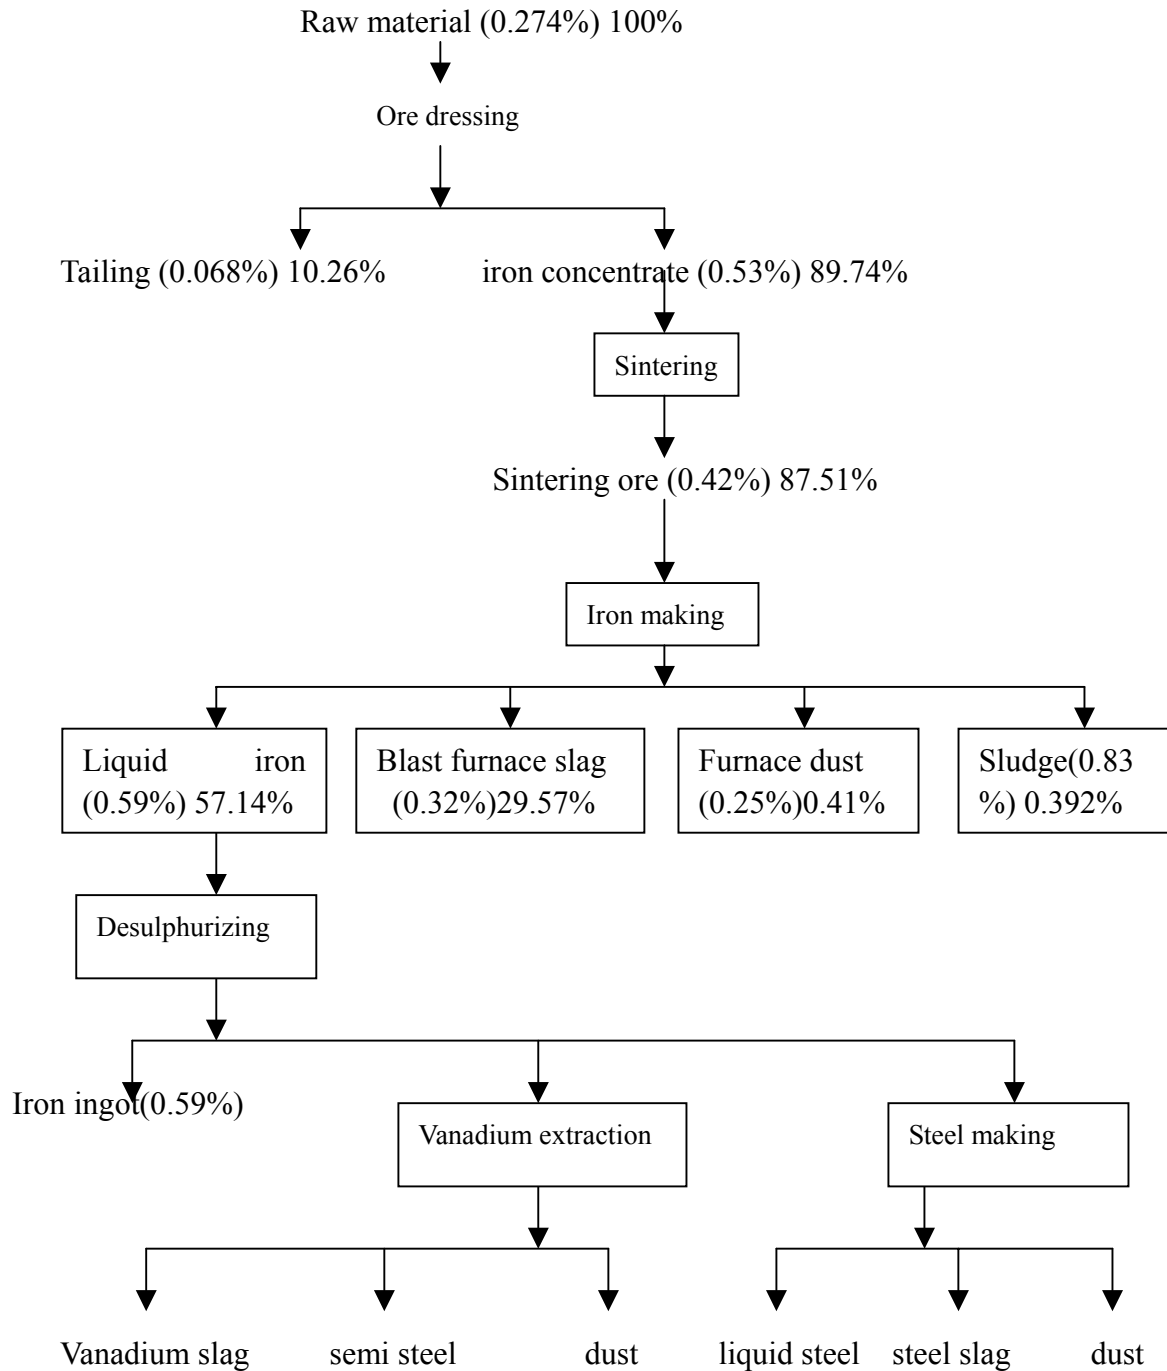 Raw material (0.274%) 100%
Ore dressing
Tailing (0.068%) 10.26%
iron concentrate (0.53%) 89.74%
Sintering
Sintering ore (0.42%) 87.51%
Iron making
Liquid iron
(0.59%) 57.14%
Blast furnace slag
(0.32%)29.57%
Furnace dust
(0.25%)0.41%
Sludge(0.83
%) 0.392%
Desulphurizing
Iron ingot(0.59%)
Vanadium extraction
Steel making
Vanadium slag
semi steel
dust
liquid steel
steel slag
dust